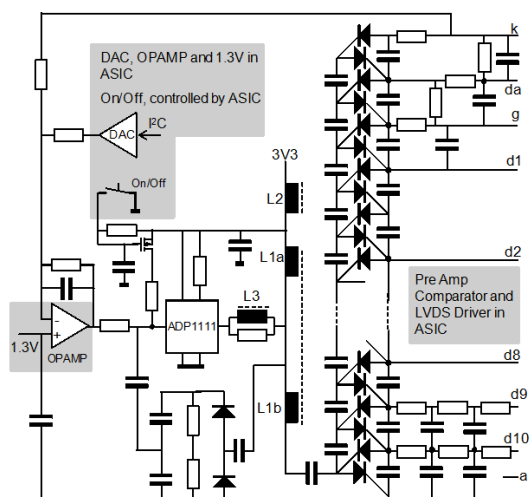 DAC, OPAMP and 1.3V in
ASIC
On/Off, controlled by ASIC
k
da
g
d1
d2
DAC
I²C
On/Off
3V3
L2
L1a
L3
ADP1111
L1b
1.3V
OPAMP
Pre Amp
Comparator and
LVDS Driver in
ASIC
d8
d9
d10
a